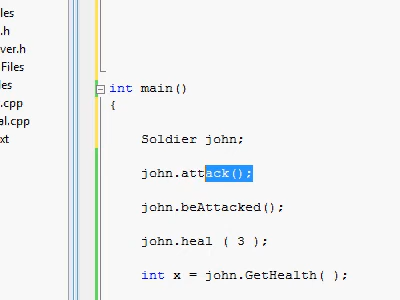 les
.h
ver.h
Files
les
.cpp
al.cpp
xt
int main()
{
Soldier john;
john.attack();
john.beAttacked();
john.heal ( 3 );
int x = john.GetHealth( );